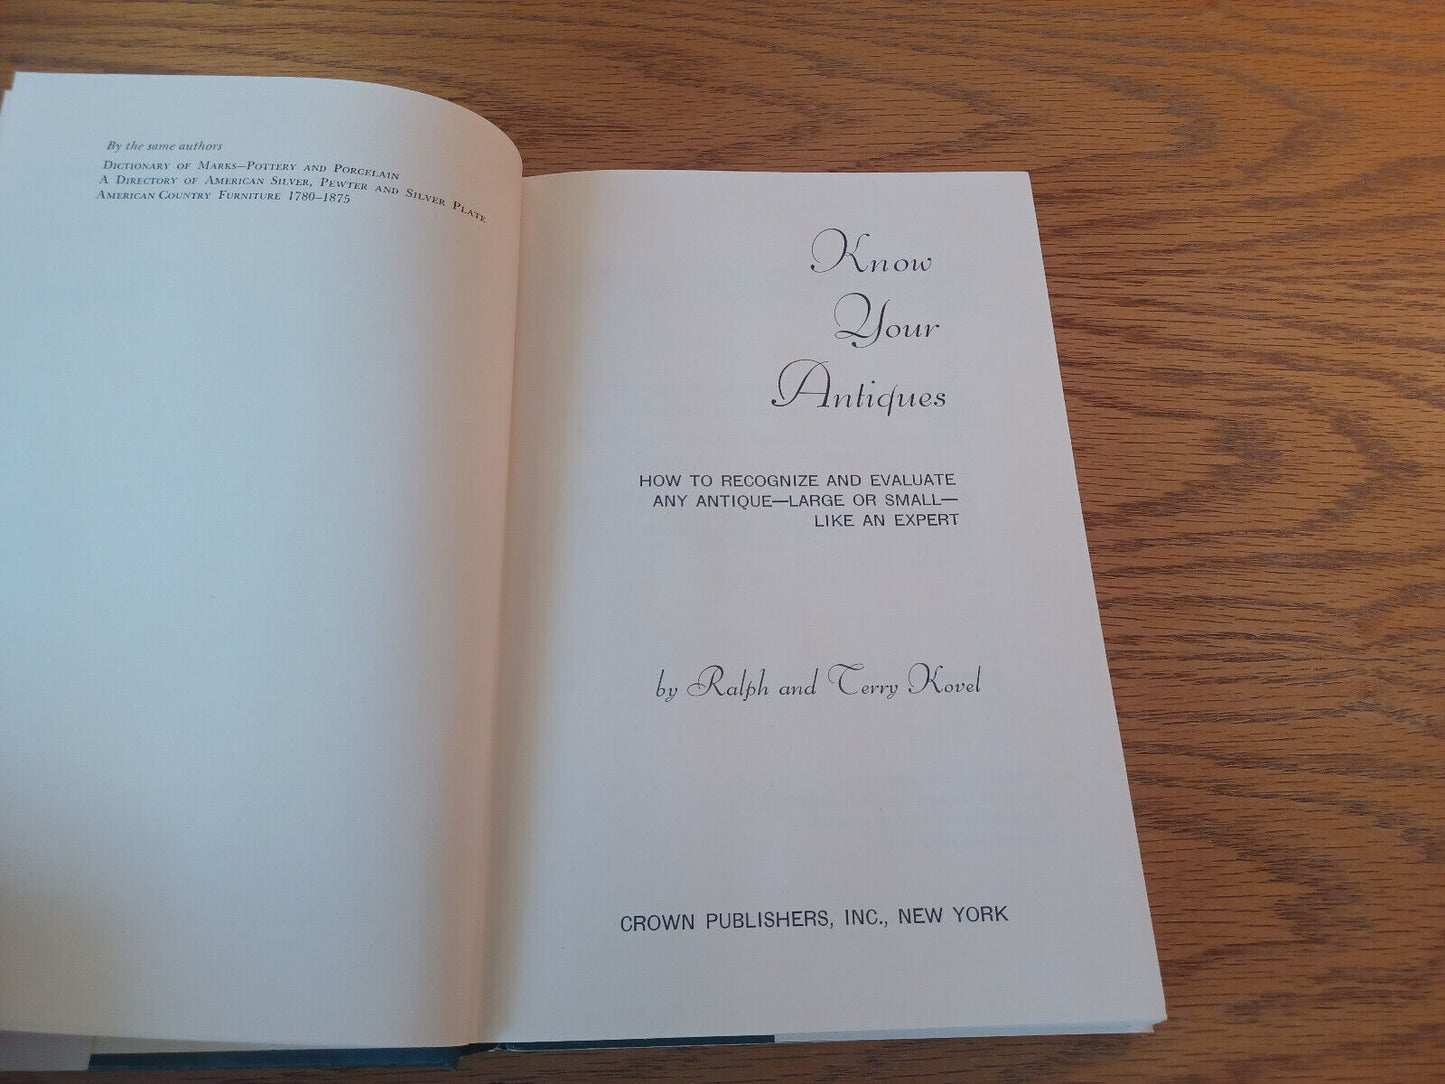 By the same authors
Dictionary of Marks—Pottery and Porcelain
A Directory of American Silver, Pewter and Silver Plate
American Country Furniture 1780–1875
Know
Your
Antiques
HOW TO RECOGNIZE AND EVALUATE
ANY ANTIQUE—LARGE OR SMALL—
LIKE AN EXPERT
by Ralph and Terry Kovel
CROWN PUBLISHERS, INC., NEW YORK